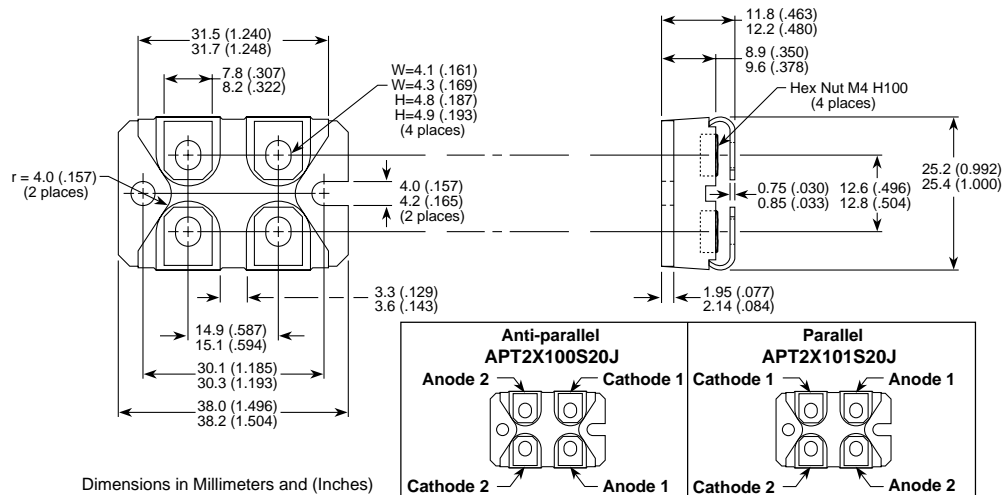 31.5 (1.240)
31.7 (1.248)
7.8 (.307)
8.2 (.322)
W=4.1 (.161)
W=4.3 (.169)
H=4.8 (.187)
H=4.9 (.193)
(4 places)
r = 4.0 (.157)
(2 places)
4.0 (.157)
4.2 (.165)
(2 places)
3.3 (.129)
3.6 (.143)
14.9 (.587)
15.1 (.594)
30.1 (1.185)
30.3 (1.193)
38.0 (1.496)
38.2 (1.504)
11.8 (.463)
12.2 (.480)
8.9 (.350)
9.6 (.378)
Hex Nut M4 H100
(4 places)
0.75 (.030)
0.85 (.033)
12.6 (.496)
12.8 (.504)
25.2 (0.992)
25.4 (1.000)
1.95 (.077)
2.14 (.084)
Anti-parallel
APT2X100S20J
Anode 2
Cathode 1
Cathode 2
Anode 1
Parallel
APT2X101S20J
Cathode 1
Anode 1
Cathode 2
Anode 2
Dimensions in Millimeters and (Inches)